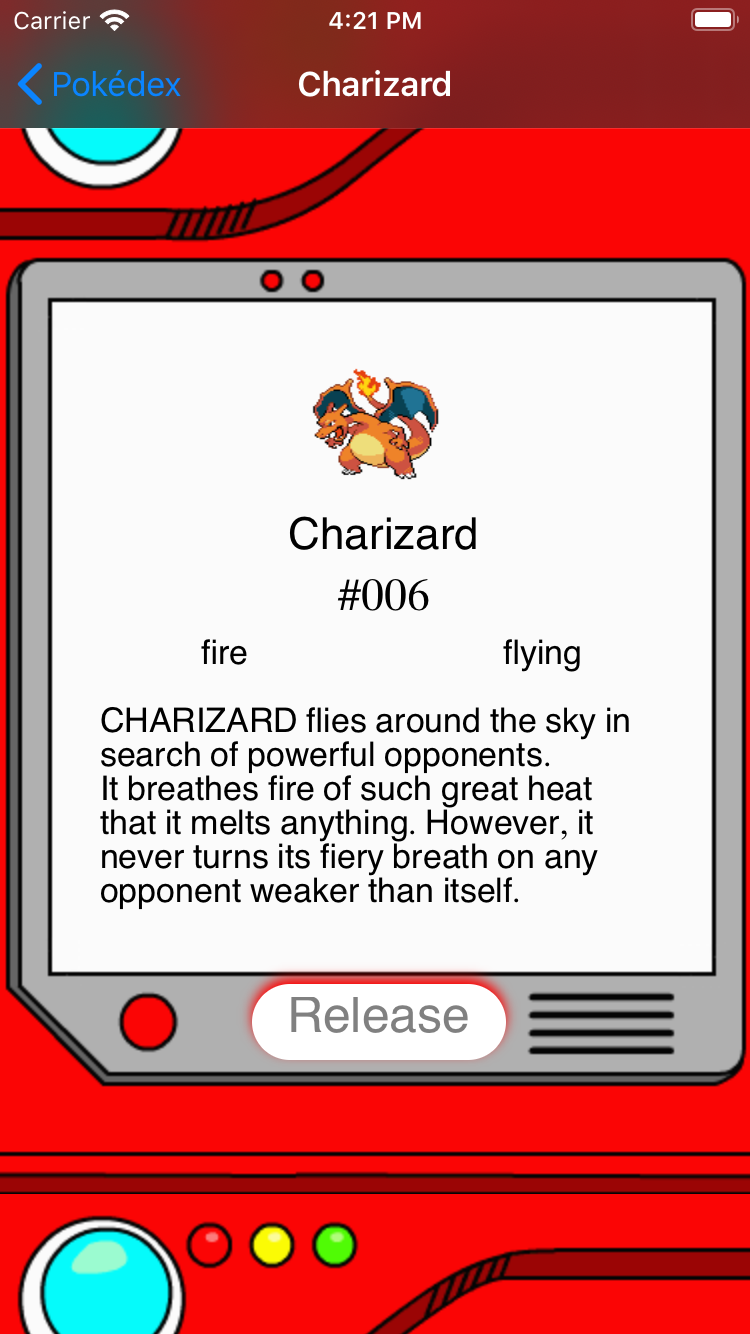 Carrier 4:21 PM
Pokédex Charizard
Charizard
#006
fire flying
CHARIZARD flies around the sky in
search of powerful opponents.
It breathes fire of such great heat
that it melts anything. However, it
never turns its fiery breath on any
opponent weaker than itself.
Release